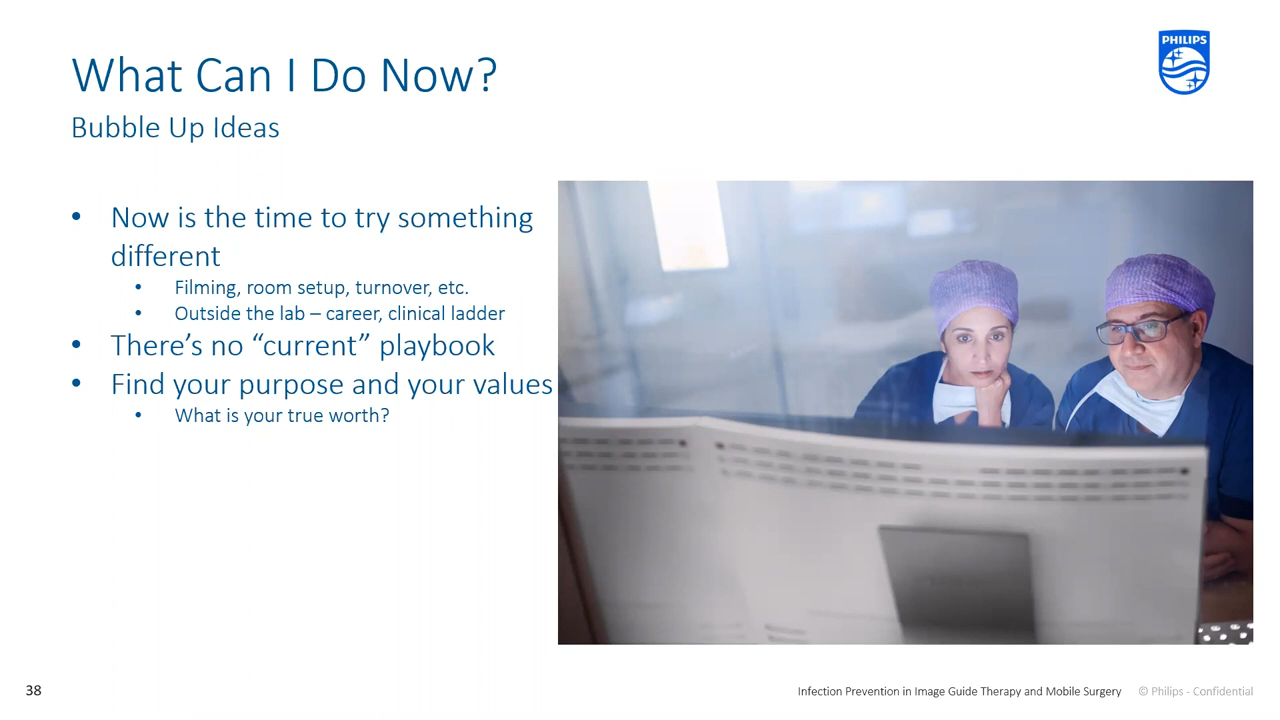 PHILIPS
What Can I Do Now?
Bubble Up Ideas
• Now is the time to try something
different
• Filming, room setup, turnover, etc.
• Outside the lab – career, clinical ladder
• There’s no “current” playbook
• Find your purpose and your values
• What is your true worth?
38
Infection Prevention in Image Guide Therapy and Mobile Surgery © Philips - Confidential